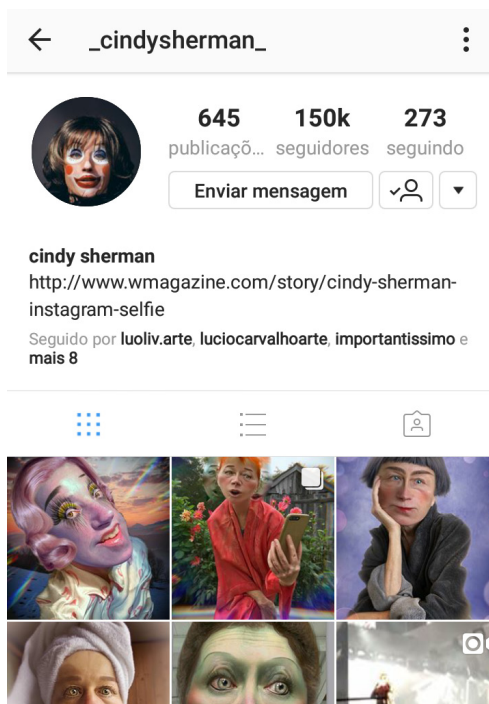 _cindysherman_
645 150k 273
publicaçõ... seguidores seguindo
Enviar mensagem
cindy sherman
http://www.wmagazine.com/story/cindy-sherman-
instagram-selfie
Seguido por luoliv.arte, luciocarvalhoarte, importantissimo e
mais 8